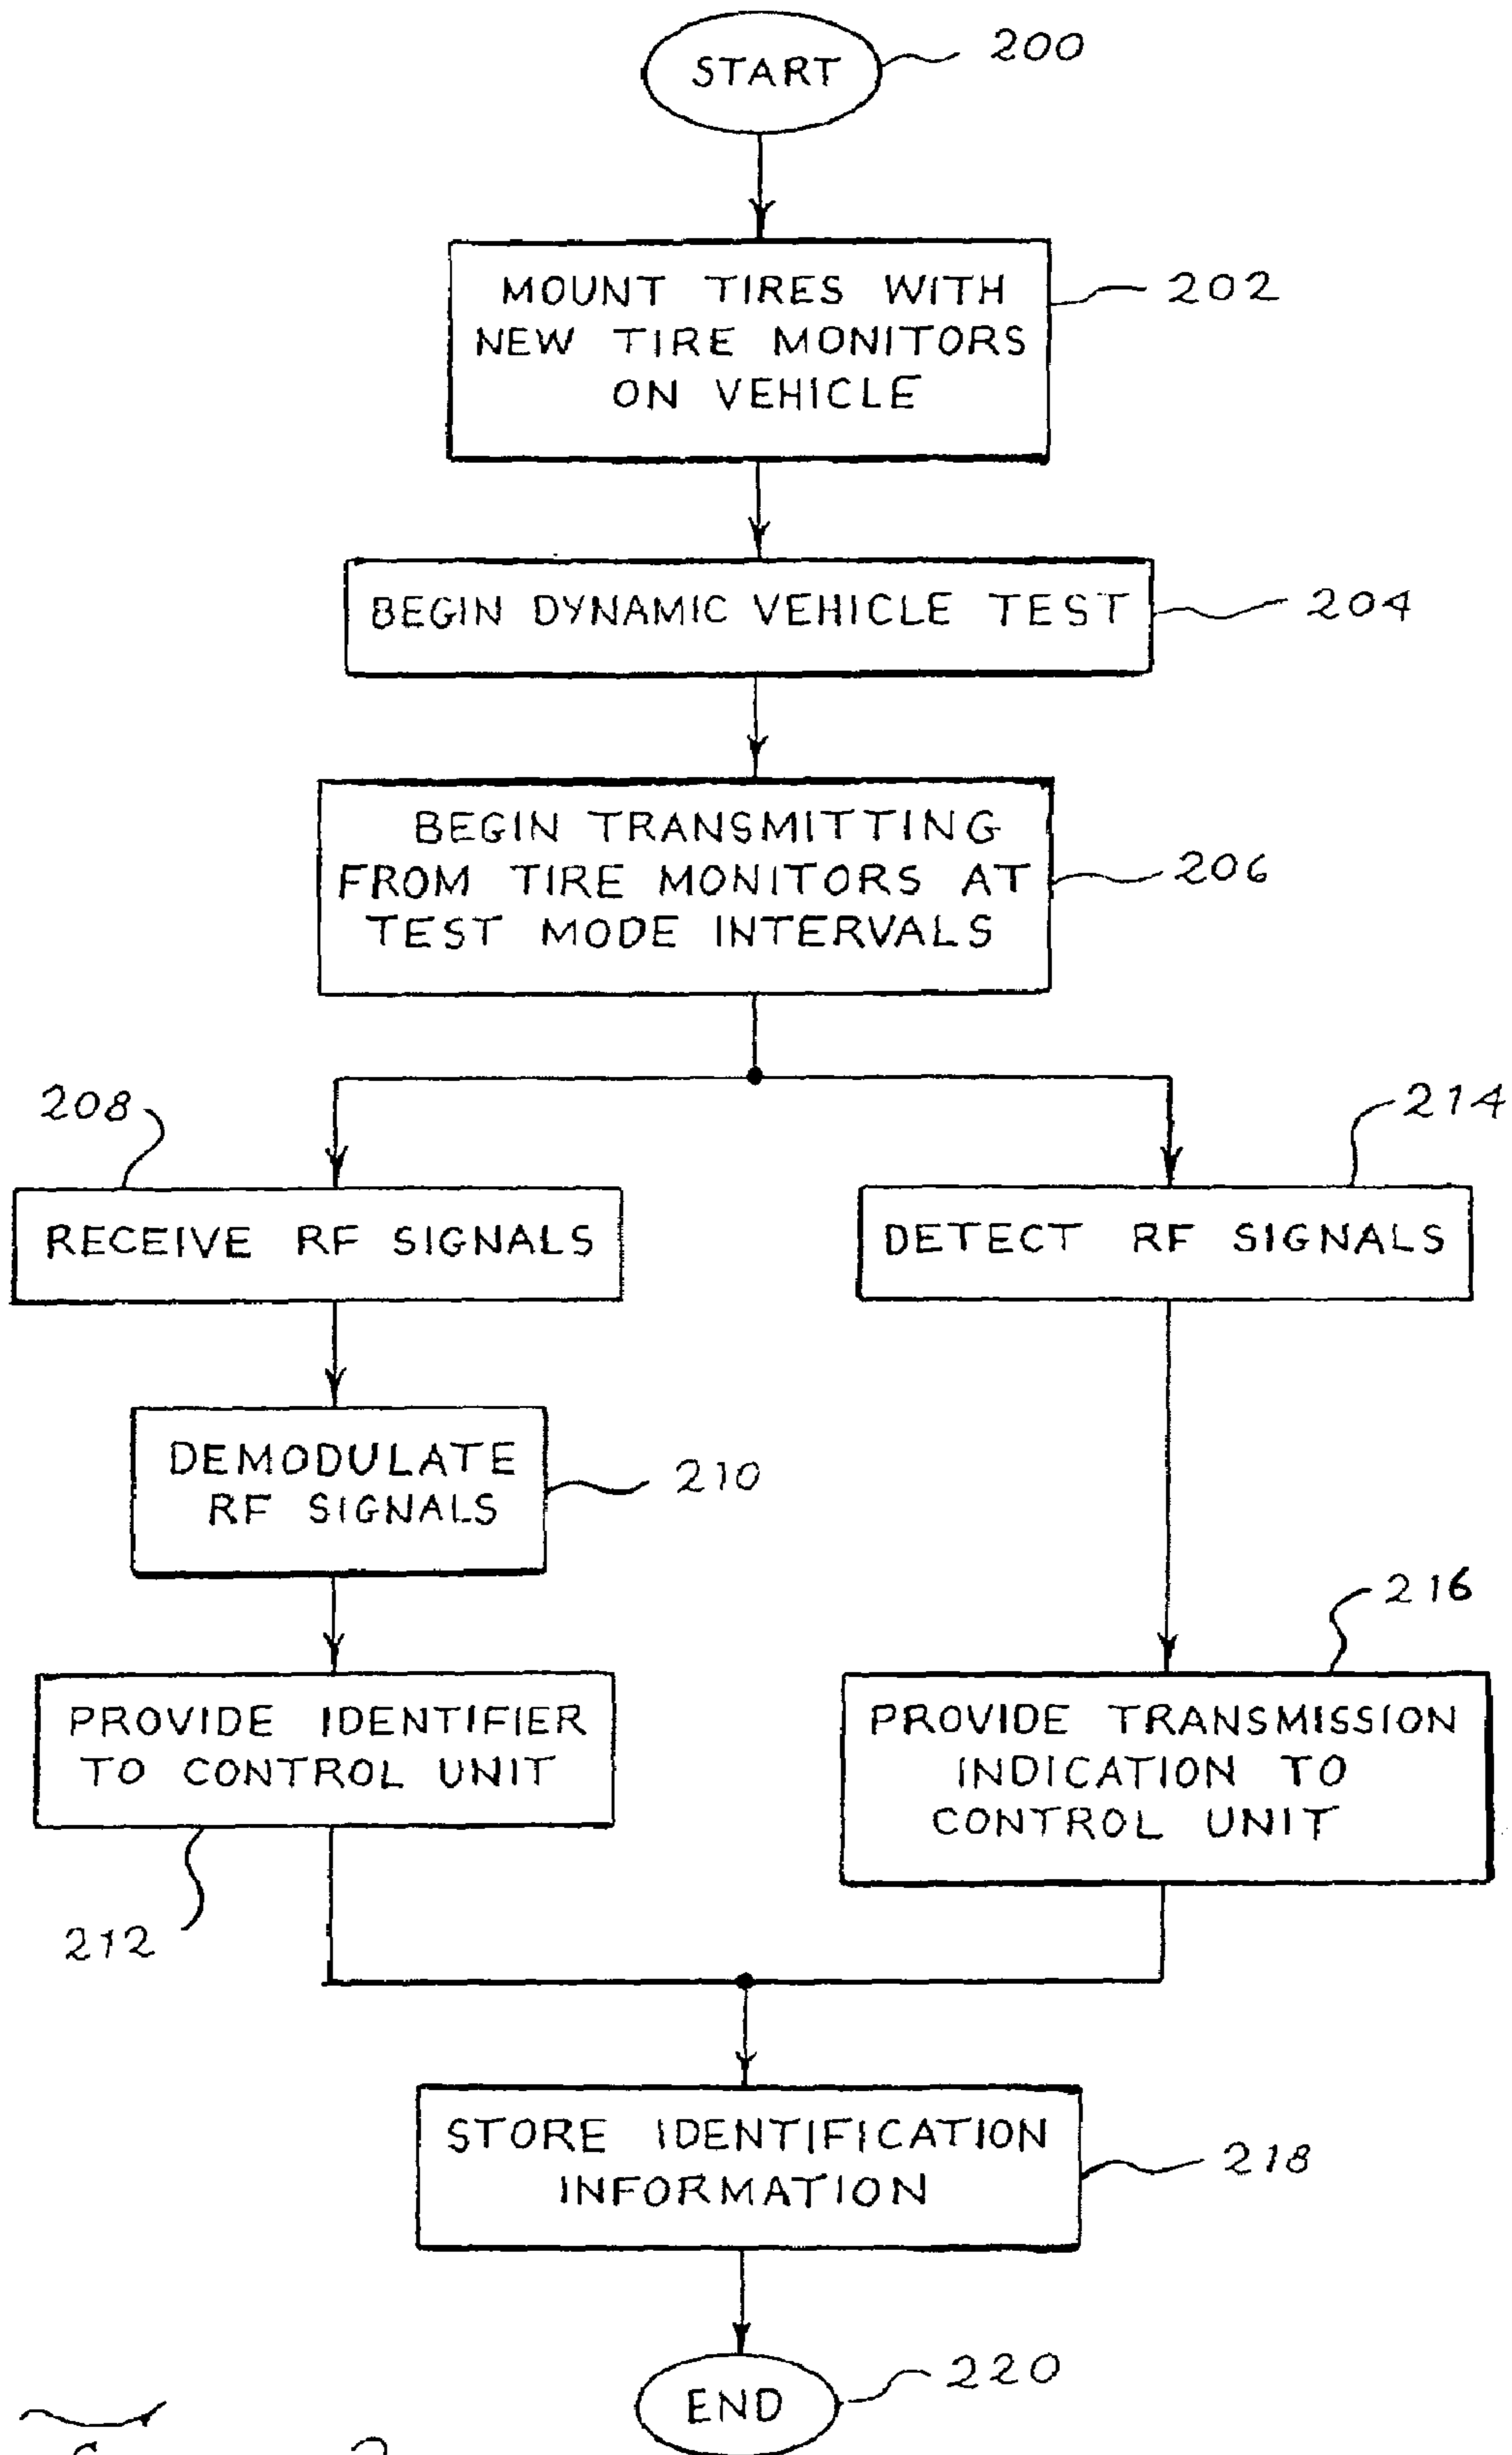 START
200
MOUNT TIRES WITH
NEW TIRE MONITORS
ON VEHICLE
202
BEGIN DYNAMIC VEHICLE TEST
204
BEGIN TRANSMITTING
FROM TIRE MONITORS AT
TEST MODE INTERVALS
206
208
RECEIVE RF SIGNALS
214
DETECT RF SIGNALS
DEMODULATE
RF SIGNALS
210
PROVIDE IDENTIFIER
TO CONTROL UNIT
212
216
PROVIDE TRANSMISSION
INDICATION TO
CONTROL UNIT
STORE IDENTIFICATION
INFORMATION
218
END
220